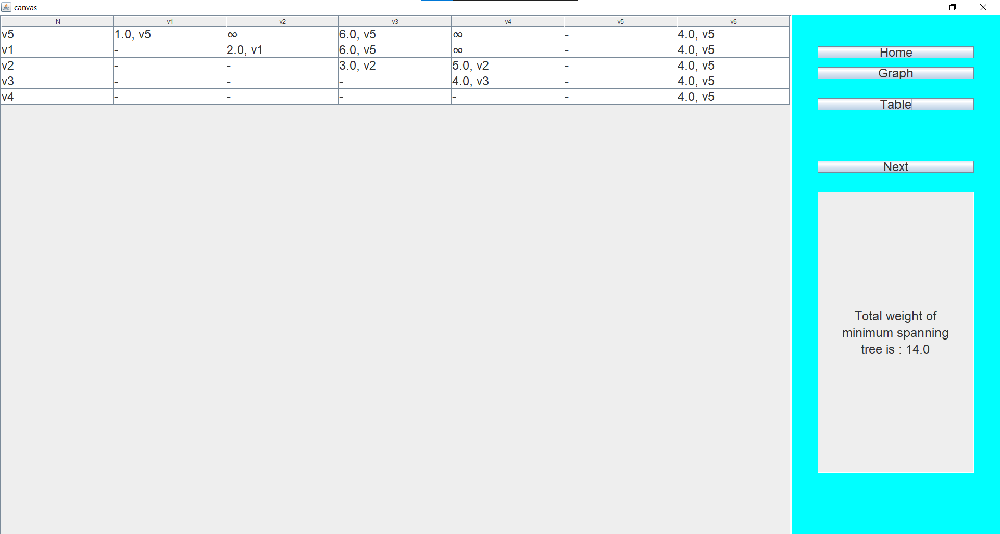 canvas
N v1 v2 v3 v4 v5 v6
v5 1.0, v5 ∞ 6.0, v5 ∞ - 4.0, v5
v1 - 2.0, v1 6.0, v5 ∞ - 4.0, v5
v2 - - 3.0, v2 5.0, v2 - 4.0, v5
v3 - - - 4.0, v3 - 4.0, v5
v4 - - - - - 4.0, v5
Home
Graph
Table
Next
Total weight of
minimum spanning
tree is : 14.0